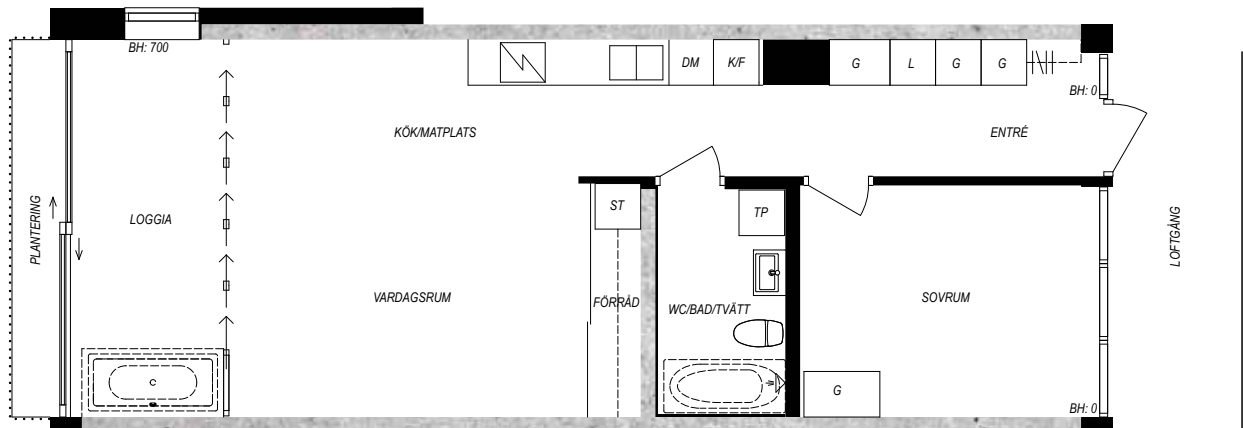 BH: 700
DM
K/F
G
L
G
G
BH: 0
KÖK/MATPLATS
ENTRÉ
PLANTERING
LOGGIA
ST
TP
LOFTGÅNG
VARDAGSRUM
FÖRRÅD
WC/BAD/TVÄTT
SOVRUM
G
BH: 0